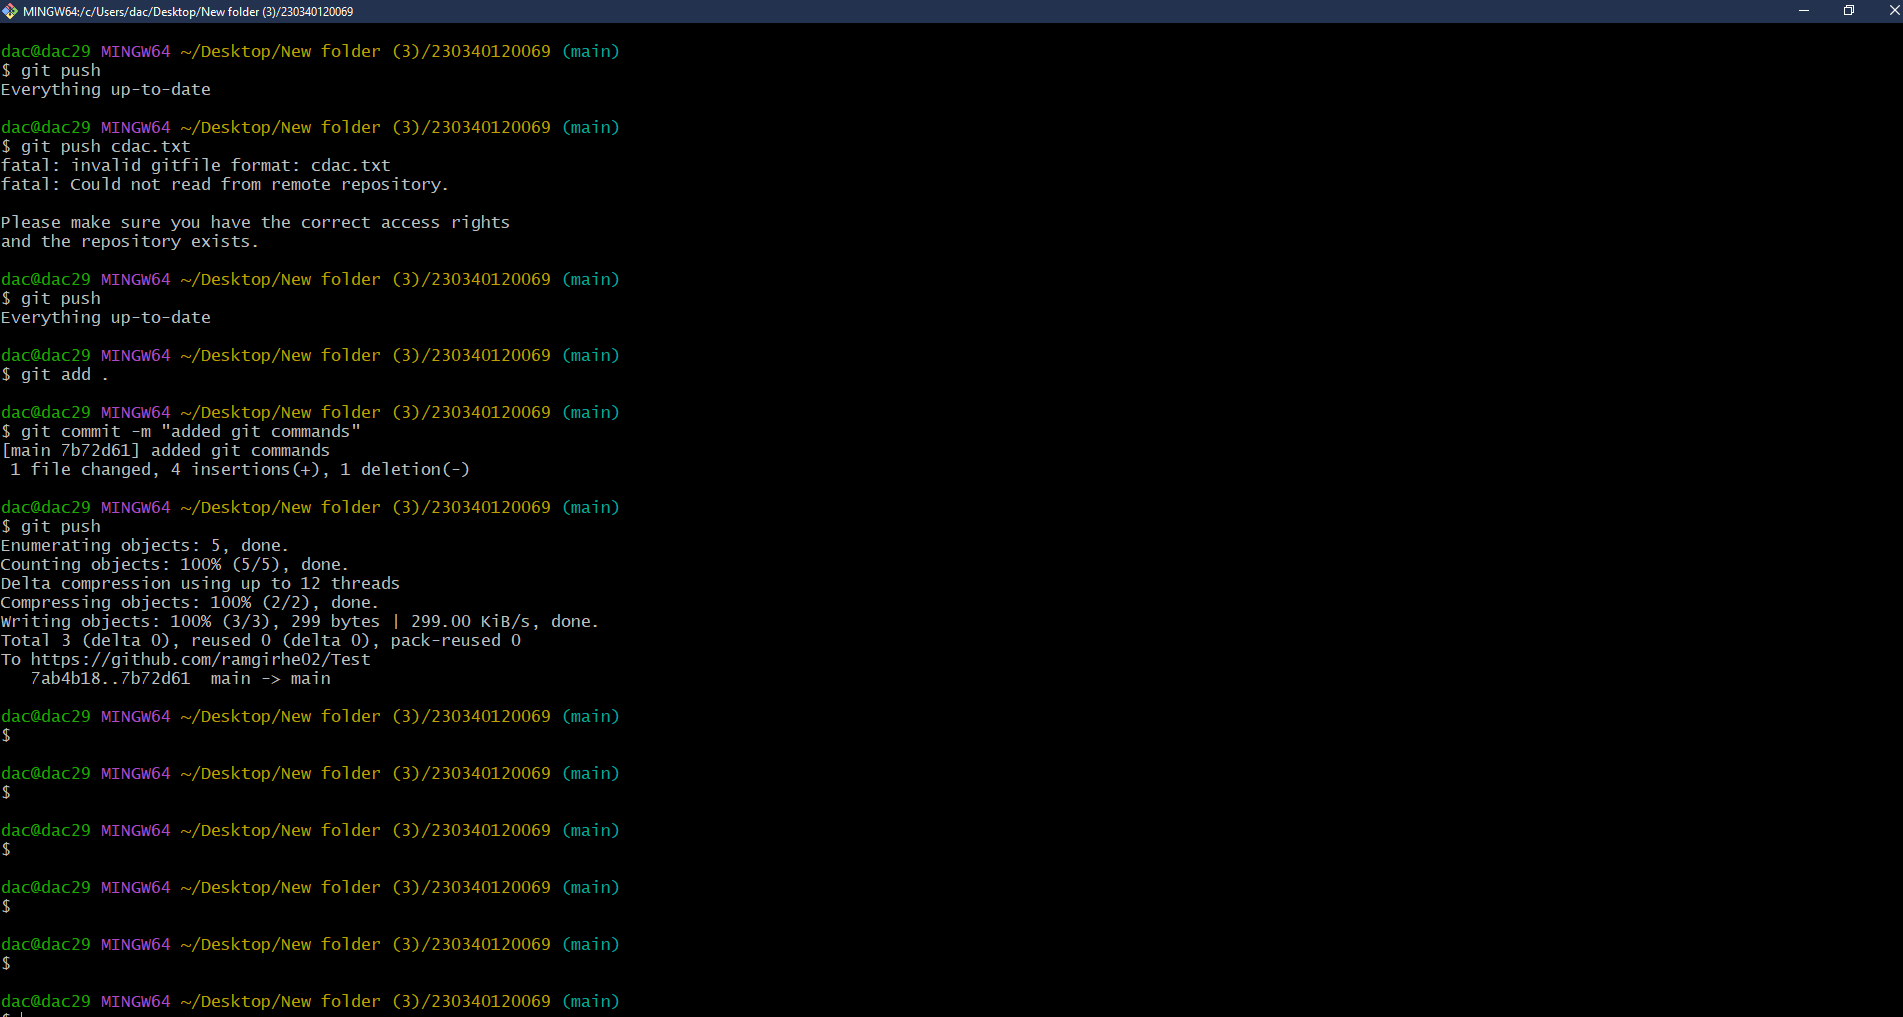 MINGW64:/c/Users/dac/Desktop/New folder (3)/230340120069
dac@dac29 MINGW64 ~/Desktop/New folder (3)/230340120069 (main)
$ git push
Everything up-to-date
dac@dac29 MINGW64 ~/Desktop/New folder (3)/230340120069 (main)
$ git push cdac.txt
fatal: invalid gitfile format: cdac.txt
fatal: Could not read from remote repository.
Please make sure you have the correct access rights
and the repository exists.
dac@dac29 MINGW64 ~/Desktop/New folder (3)/230340120069 (main)
$ git push
Everything up-to-date
dac@dac29 MINGW64 ~/Desktop/New folder (3)/230340120069 (main)
$ git add .
dac@dac29 MINGW64 ~/Desktop/New folder (3)/230340120069 (main)
$ git commit -m "added git commands"
[main 7b72d61] added git commands
 1 file changed, 4 insertions(+), 1 deletion(-)
dac@dac29 MINGW64 ~/Desktop/New folder (3)/230340120069 (main)
$ git push
Enumerating objects: 5, done.
Counting objects: 100% (5/5), done.
Delta compression using up to 12 threads
Compressing objects: 100% (2/2), done.
Writing objects: 100% (3/3), 299 bytes | 299.00 KiB/s, done.
Total 3 (delta 0), reused 0 (delta 0), pack-reused 0
To https://github.com/ramgirhe02/Test
   7ab4b18..7b72d61  main -> main
dac@dac29 MINGW64 ~/Desktop/New folder (3)/230340120069 (main)
$
dac@dac29 MINGW64 ~/Desktop/New folder (3)/230340120069 (main)
$
dac@dac29 MINGW64 ~/Desktop/New folder (3)/230340120069 (main)
$
dac@dac29 MINGW64 ~/Desktop/New folder (3)/230340120069 (main)
$
dac@dac29 MINGW64 ~/Desktop/New folder (3)/230340120069 (main)
$
dac@dac29 MINGW64 ~/Desktop/New folder (3)/230340120069 (main)
$